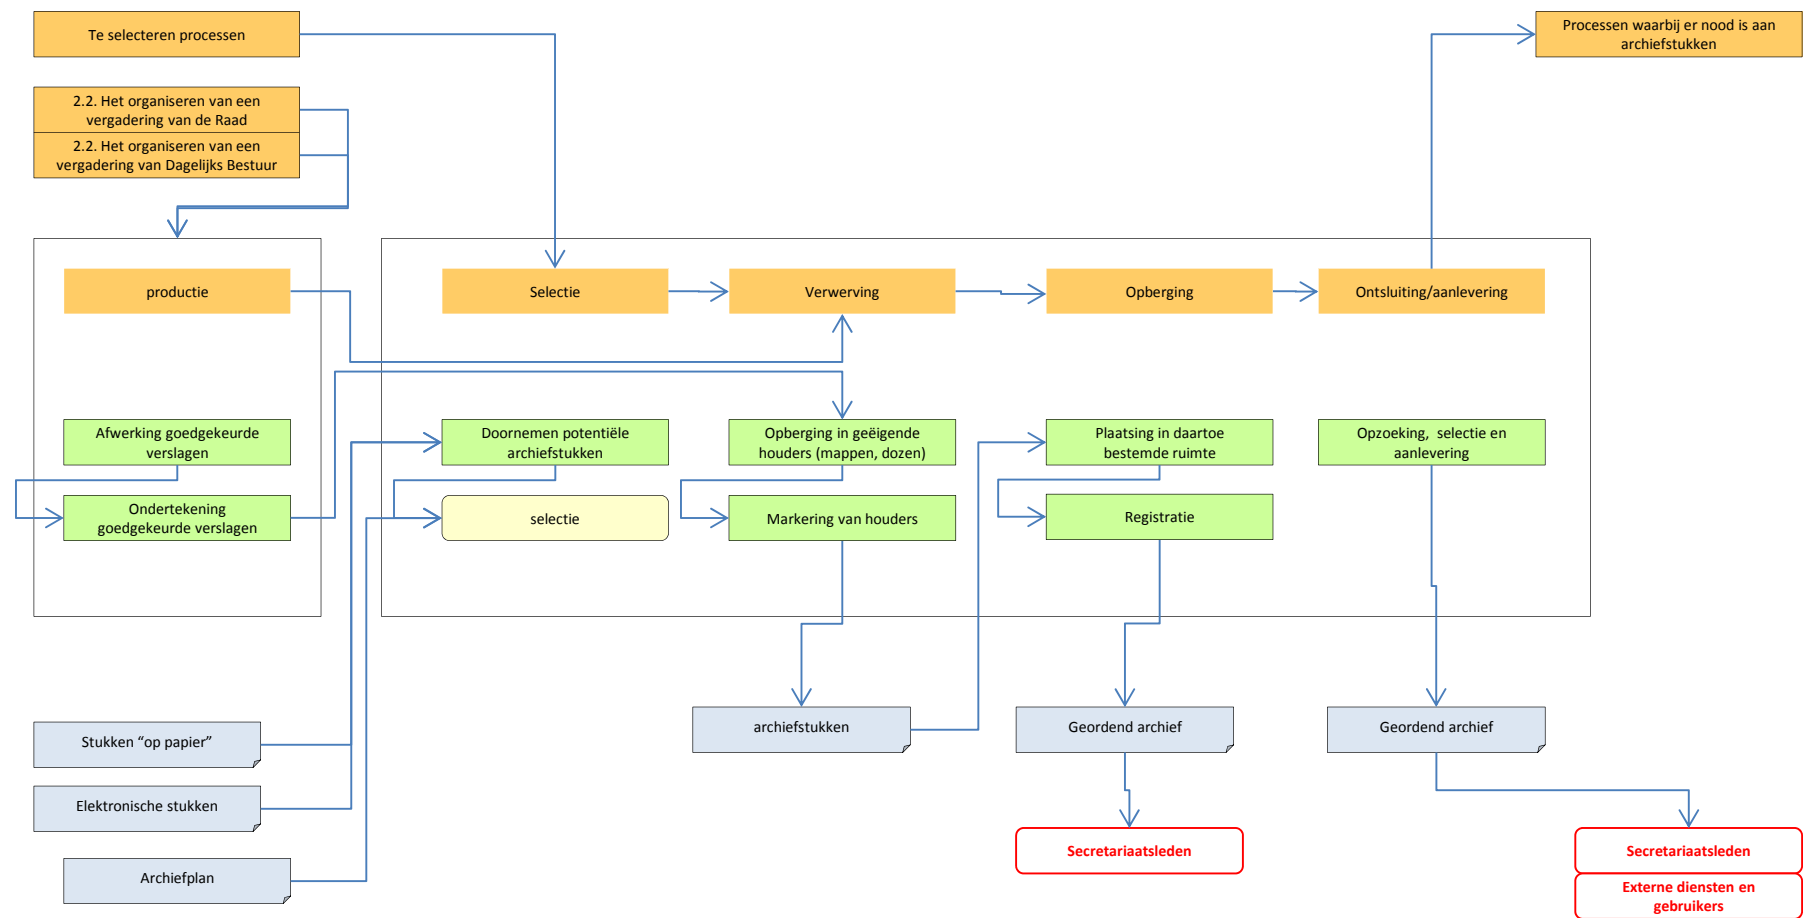 Te selecteren processen
Processen waarbij er nood is aan
archiefstukken
2.2. Het organiseren van een
vergadering van de Raad
2.2. Het organiseren van een
vergadering van Dagelijks Bestuur
productie
Selectie
Verwerving
Opberging
Ontsluiting/aanlevering
Afwerking goedgekeurde
verslagen
Doornemen potentiële
archiefstukken
Opberging in geëigende
houders (mappen, dozen)
Plaatsing in daartoe
bestemde ruimte
Opzoeking, selectie en
aanlevering
Ondertekening
goedgekeurde verslagen
selectie
Markering van houders
Registratie
archiefstukken
Geordend archief
Geordend archief
Stukken “op papier”
Elektronische stukken
Archiefplan
Secretariaatsleden
Secretariaatsleden
Externe diensten en
gebruikers